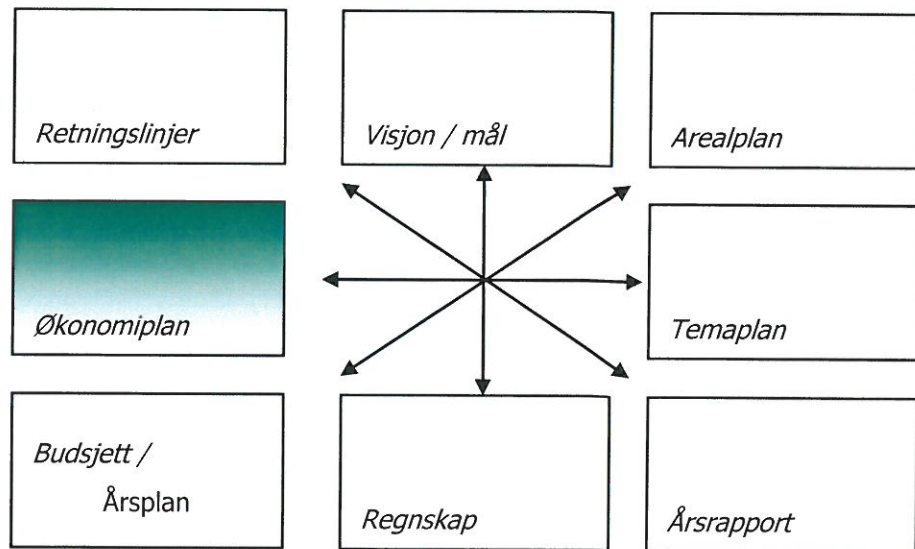 Retningslinjer
Visjon / mål
Arealplan
Økonomiplan
Temaplan
Budsjett /
Årsplan
Regnskap
Årsrapport